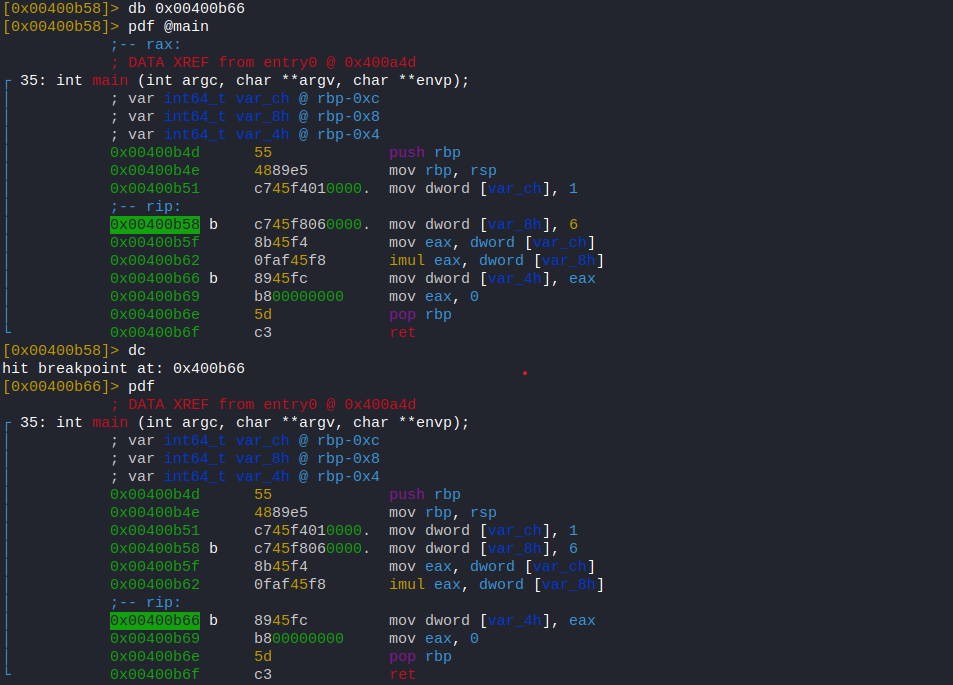 [0x00400b58]> db 0x00400b66
[0x00400b58]> pdf @main
;-- rax:
; DATA XREF from entry0 @ 0x400a4d
┌ 35: int main (int argc, char **argv, char **envp);
│ ; var int64_t var_ch @ rbp-0xc
│ ; var int64_t var_8h @ rbp-0x8
│ ; var int64_t var_4h @ rbp-0x4
│ 0x00400b4d 55 push rbp
│ 0x00400b4e 4889e5 mov rbp, rsp
│ 0x00400b51 c745f4010000. mov dword [var_ch], 1
│ ;-- rip:
│ 0x00400b58 b c745f8060000. mov dword [var_8h], 6
│ 0x00400b5f 8b45f4 mov eax, dword [var_ch]
│ 0x00400b62 0faf45f8 imul eax, dword [var_8h]
│ 0x00400b66 b 8945fc mov dword [var_4h], eax
│ 0x00400b69 b800000000 mov eax, 0
│ 0x00400b6e 5d pop rbp
└ 0x00400b6f c3 ret
[0x00400b58]> dc
hit breakpoint at: 0x400b66
[0x00400b66]> pdf
; DATA XREF from entry0 @ 0x400a4d
┌ 35: int main (int argc, char **argv, char **envp);
│ ; var int64_t var_ch @ rbp-0xc
│ ; var int64_t var_8h @ rbp-0x8
│ ; var int64_t var_4h @ rbp-0x4
│ 0x00400b4d 55 push rbp
│ 0x00400b4e 4889e5 mov rbp, rsp
│ 0x00400b51 c745f4010000. mov dword [var_ch], 1
│ 0x00400b58 b c745f8060000. mov dword [var_8h], 6
│ 0x00400b5f 8b45f4 mov eax, dword [var_ch]
│ 0x00400b62 0faf45f8 imul eax, dword [var_8h]
│ ;-- rip:
│ 0x00400b66 b 8945fc mov dword [var_4h], eax
│ 0x00400b69 b800000000 mov eax, 0
│ 0x00400b6e 5d pop rbp
└ 0x00400b6f c3 ret